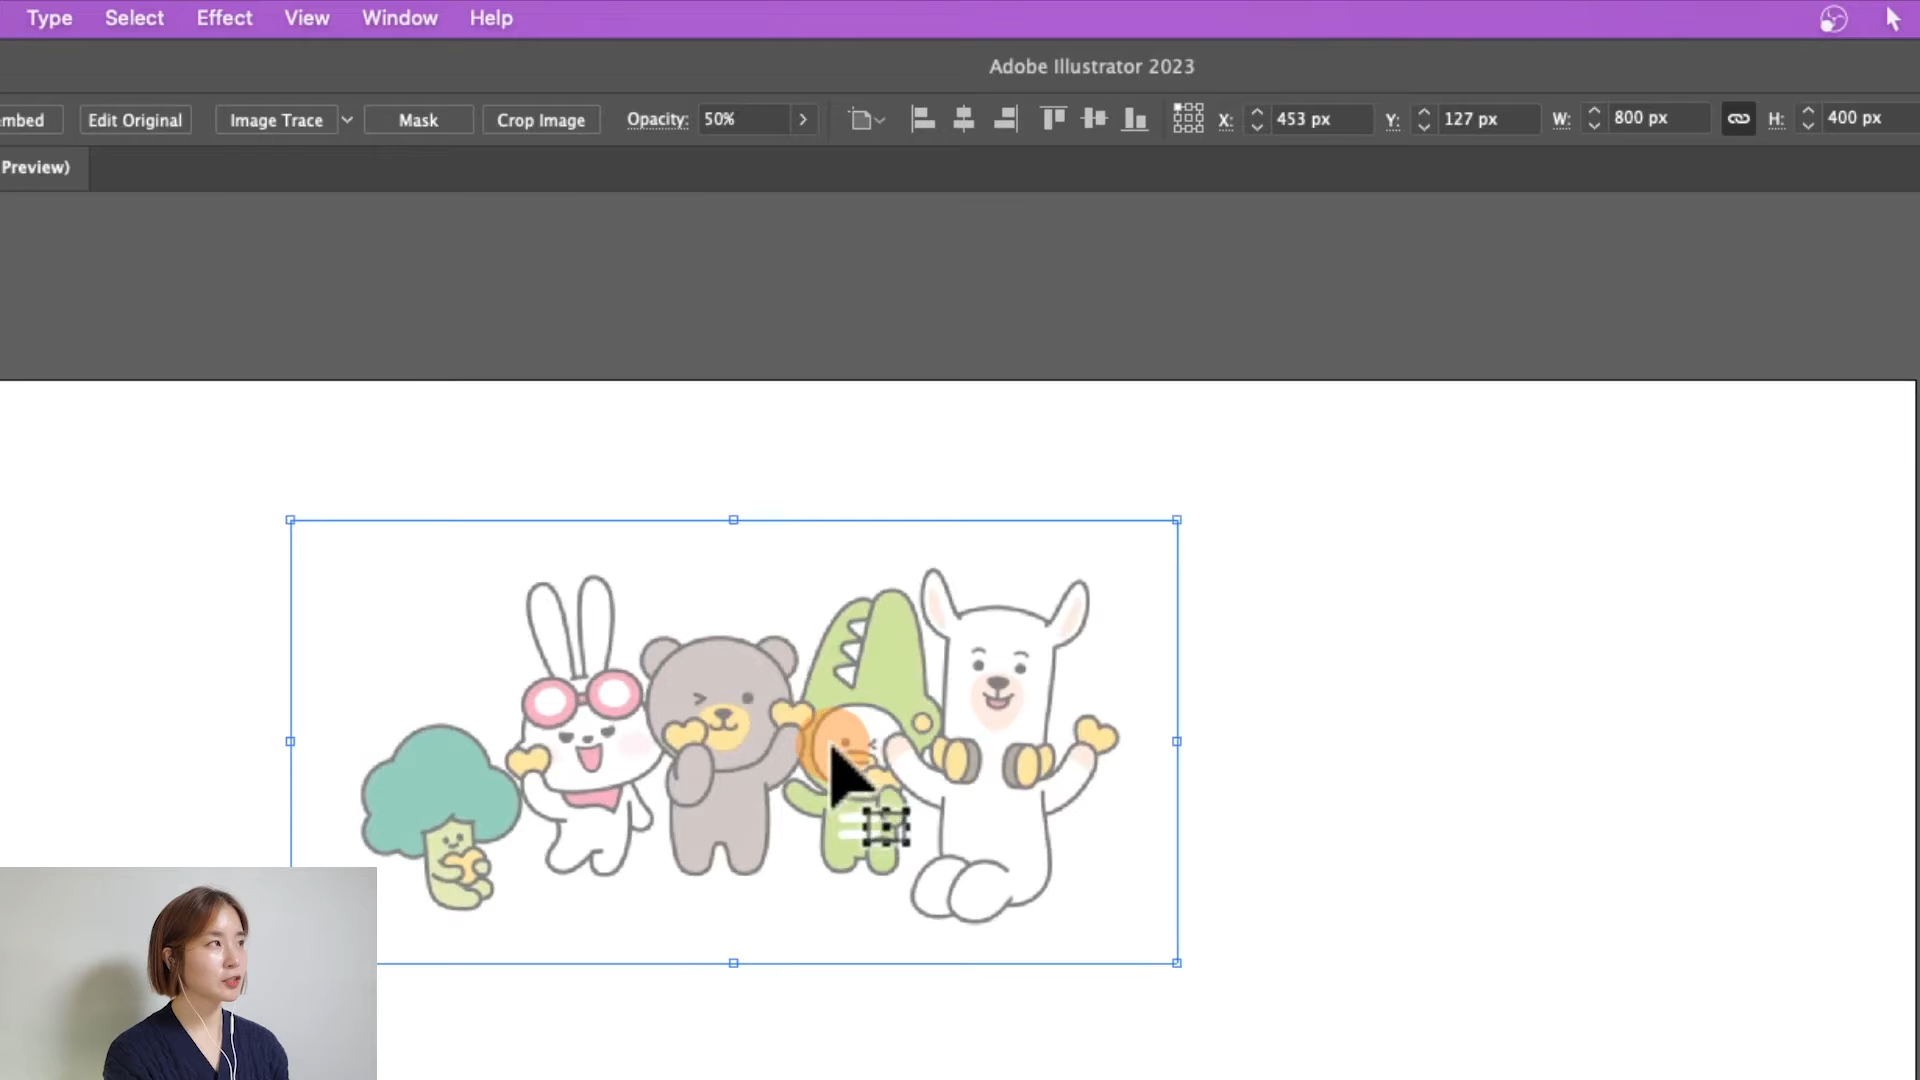 Type Select Effect View Window Help
Adobe Illustrator 2023
mbed Edit Original Image Trace Mask Crop Image Opacity: 50% X: 453 px Y: 127 px W: 800 px H: 400 px
Preview)